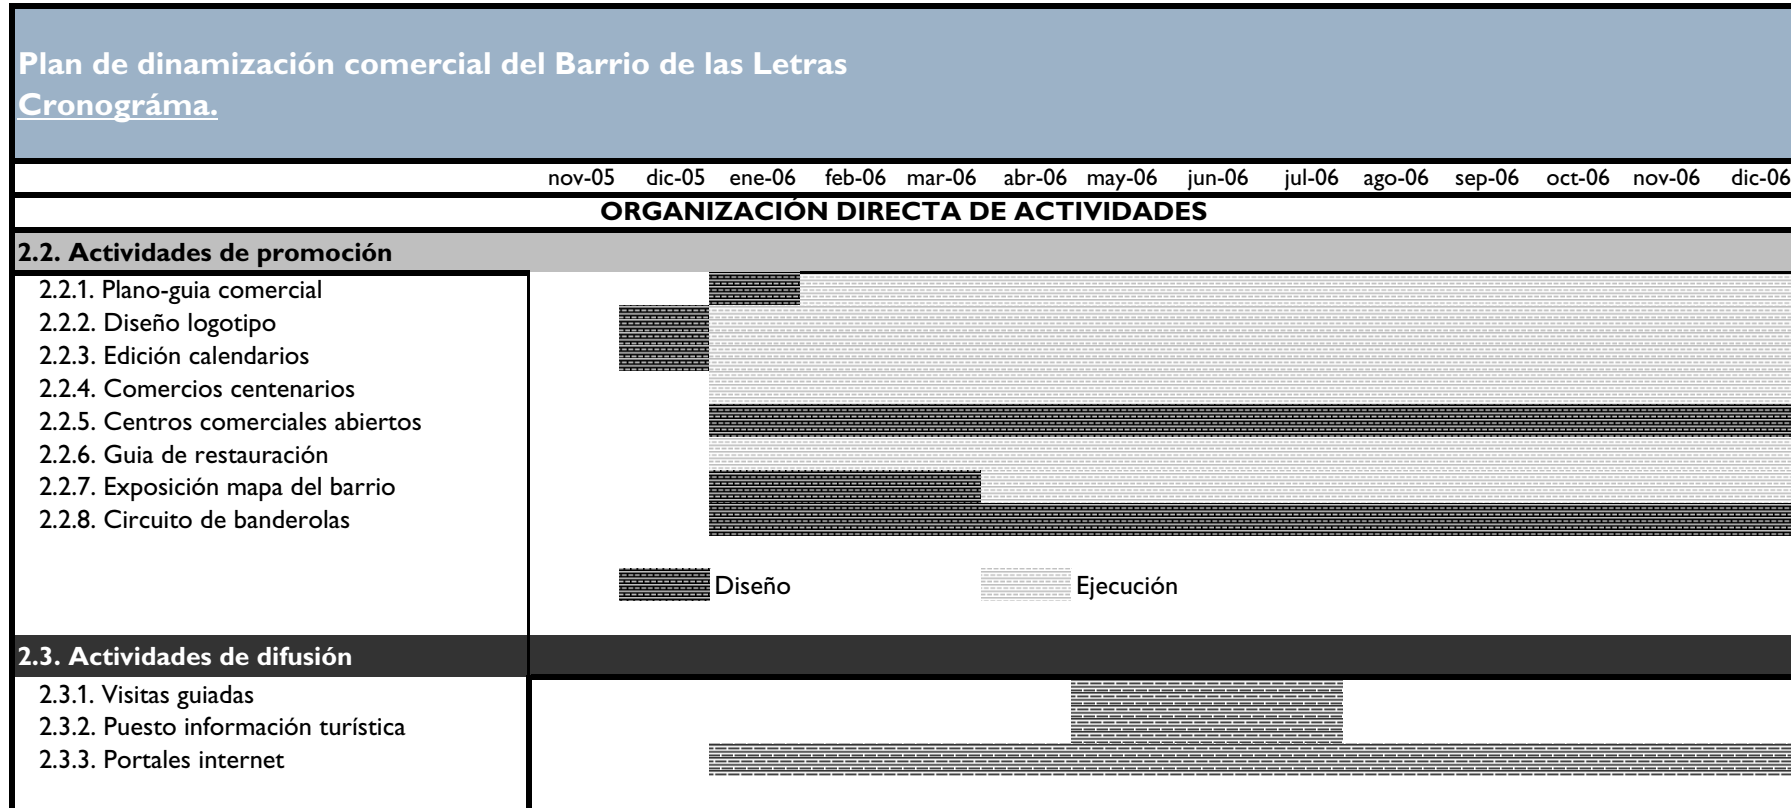 Plan de dinamización comercial del Barrio de las Letras
Cronográma.
nov-05 dic-05 ene-06 feb-06 mar-06 abr-06 may-06 jun-06 jul-06 ago-06 sep-06 oct-06 nov-06 dic-06
ORGANIZACIÓN DIRECTA DE ACTIVIDADES
2.2. Actividades de promoción
2.2.1. Plano-guia comercial
2.2.2. Diseño logotipo
2.2.3. Edición calendarios
2.2.4. Comercios centenarios
2.2.5. Centros comerciales abiertos
2.2.6. Guia de restauración
2.2.7. Exposición mapa del barrio
2.2.8. Circuito de banderolas
Diseño Ejecución
2.3. Actividades de difusión
2.3.1. Visitas guiadas
2.3.2. Puesto información turística
2.3.3. Portales internet